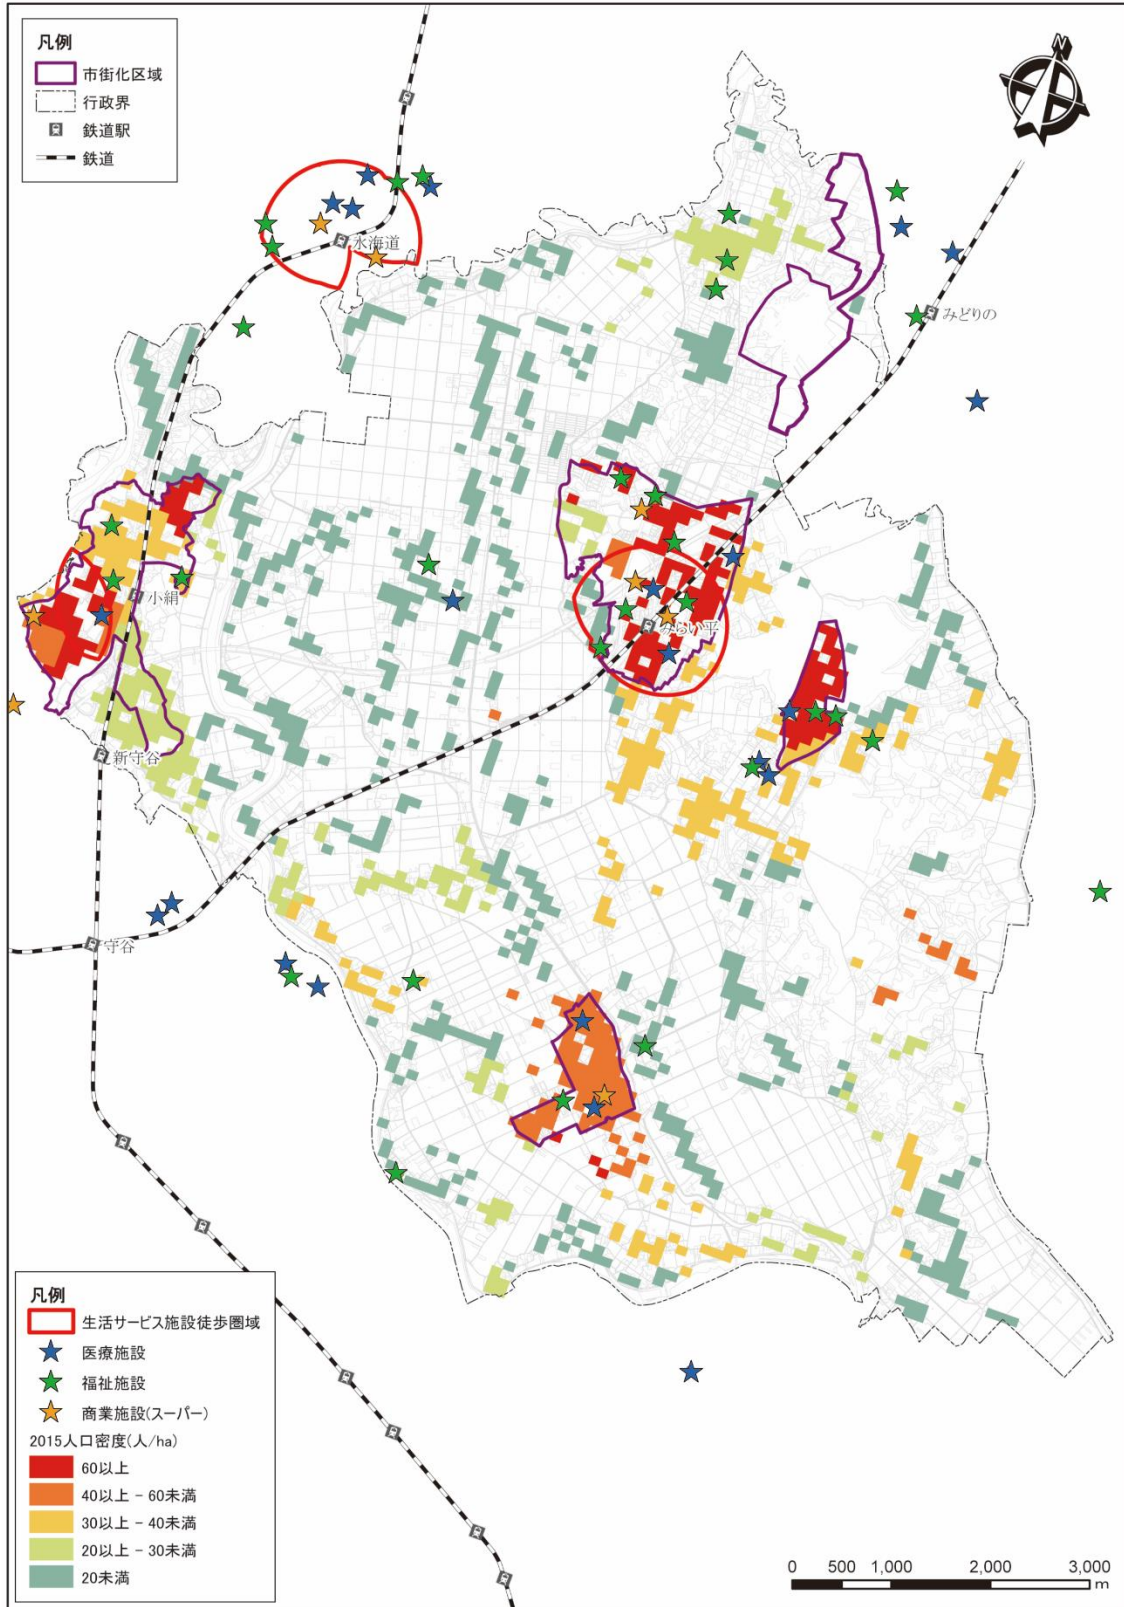 凡例
市街化区域
行政界
鉄道駅
鉄道
N
水海道
みどりの
小絹
みらい平
新守谷
守谷
凡例
生活サービス施設徒歩圏域
医療施設
福祉施設
商業施設(スーパー)
2015人口密度(人/ha)
60以上
40以上 - 60未満
30以上 - 40未満
20以上 - 30未満
20未満
0 500 1,000 2,000 3,000
m